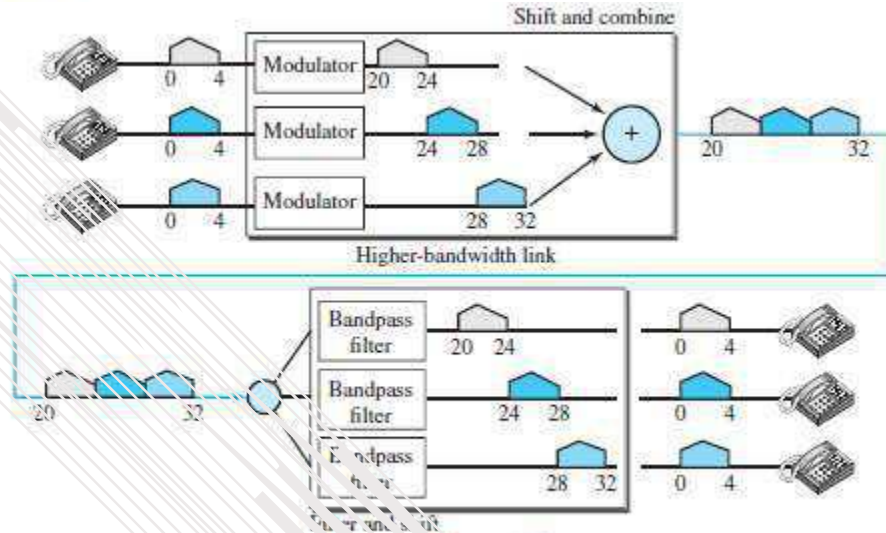 Shift and combine
0 4 Modulator 20 24
0 4 Modulator 24 28 + 20 32
0 4 Modulator 28 32
Higher-bandwidth link
Bandpass
filter 20 24 0 4
20 32 Bandpass
filter 24 28 0 4
28 32 0 4